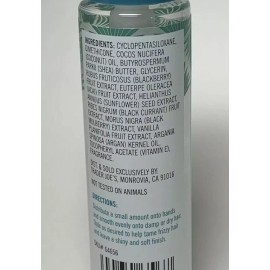 INGREDIENTS: CYCLOPENTASILOXANE,
DIMETHICONE, COCOS NUCIFERA
(COCONUT) OIL, BUTYROSPERMUM
PARKII (SHEA) BUTTER, GLYCERIN,
RUBUS FRUTICOSUS (BLACKBERRY)
FRUIT EXTRACT, EUTERPE OLERACEA
FRUIT EXTRACT, HELIANTHUS
ANNUUS (SUNFLOWER) SEED EXTRACT,
RIBES NIGRUM (BLACK CURRANT) FRUIT
EXTRACT, MORUS NIGRA (BLACK
MULBERRY) EXTRACT, VANILLA
PLANIFOLIA FRUIT EXTRACT, ARGANIA
SPINOSA (ARGAN) KERNEL OIL,
TOCOPHERYL ACETATE (VITAMIN E),
FRAGRANCE.
DIST & SOLD EXCLUSIVELY BY
TRADER JOE'S, MONROVIA, CA 91016
NOT TESTED ON ANIMALS
DIRECTIONS:
a small amount onto hands
and smooth evenly onto damp or dry hair.
as desired to help tame frizzy hair
leave a shiny and soft finish.
SKU# 64656